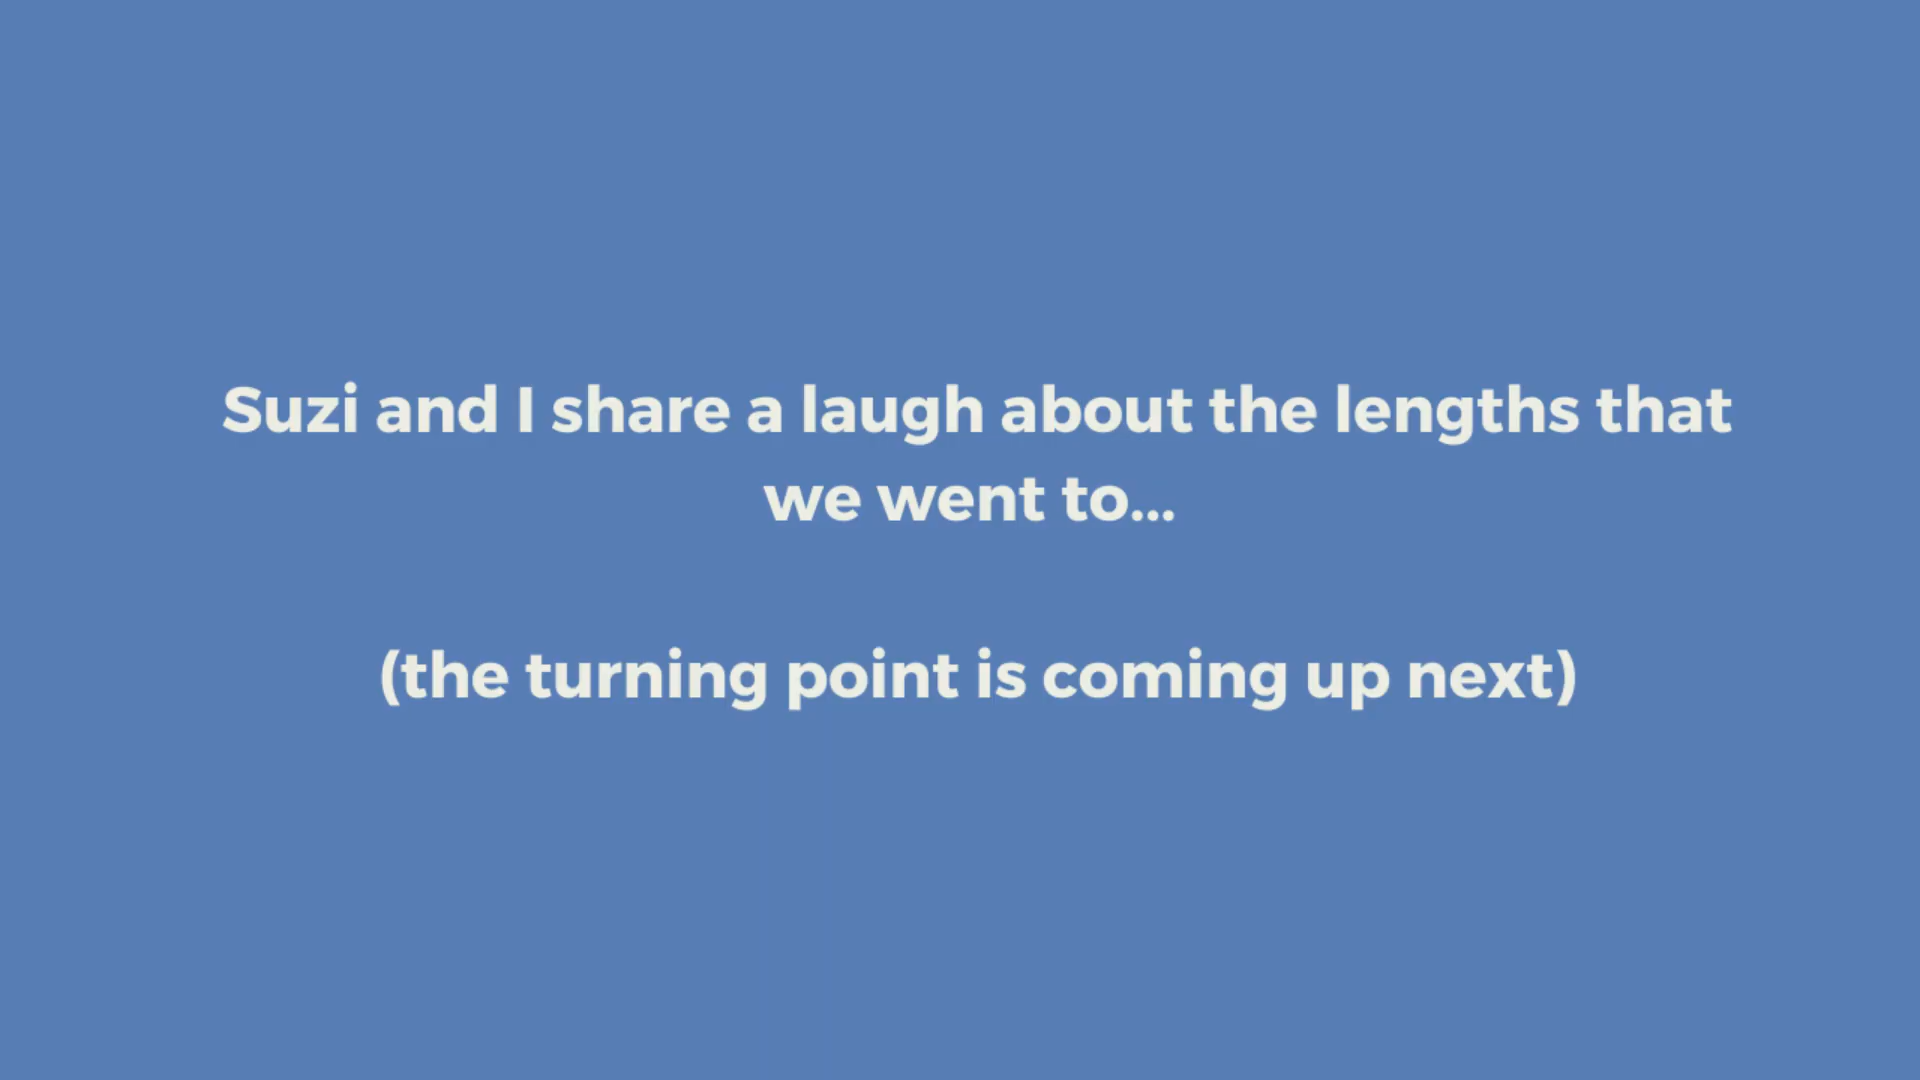 Suzi and I share a laugh about the lengths that
we went to...
(the turning point is coming up next)